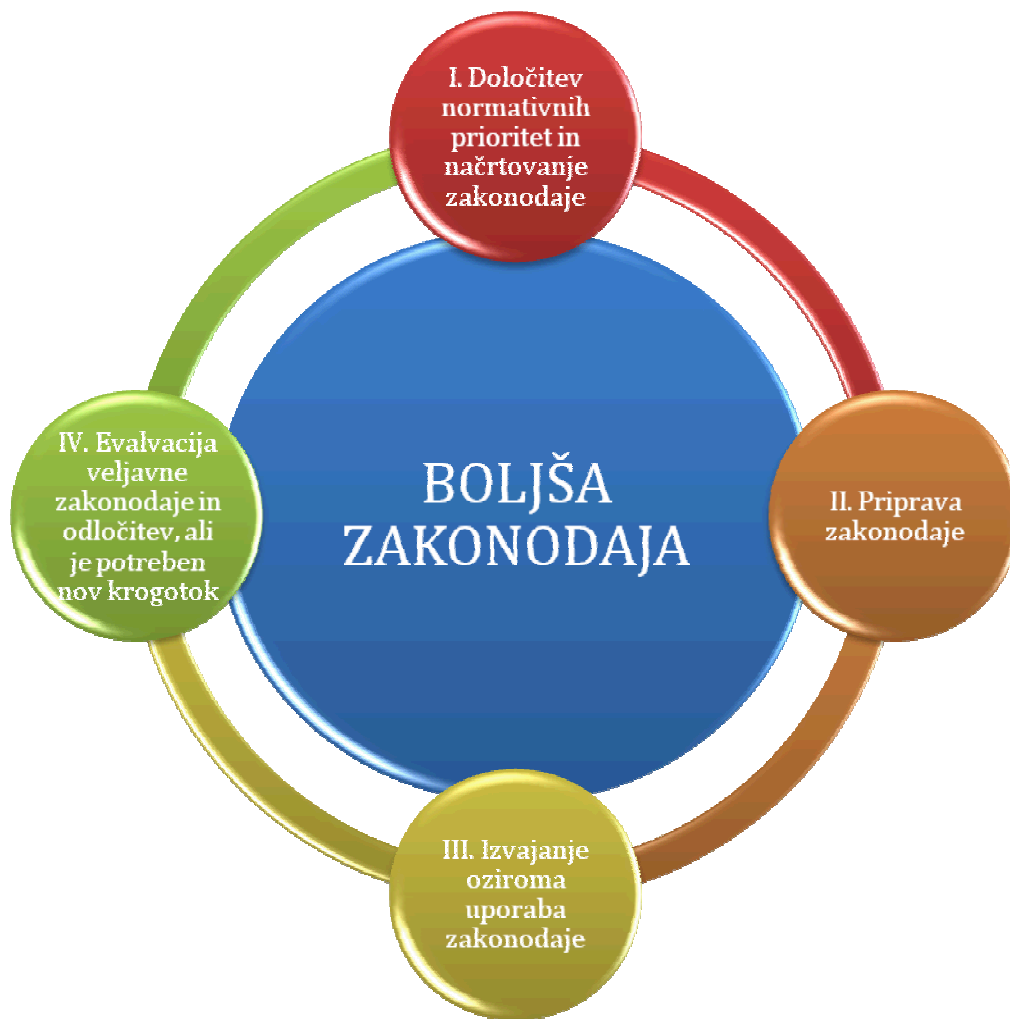 I. Določitev
normativnih
prioritet in
načrtovanje
zakonodaje
IV. Evalvacija
veljavne
zakonodaje in
odločitev, ali
je potreben
nov krogotok
BOLJŠA
ZAKONODAJA
II. Priprava
zakonodaje
III. Izvajanje
oziroma
uporaba
zakonodaje